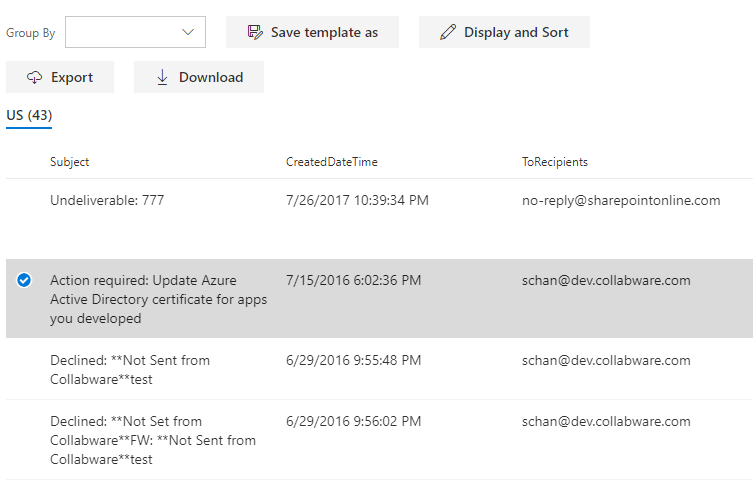 Group By
Save template as
Display and Sort
Export
Download
US (43)
Subject CreatedDateTime ToRecipients
Undeliverable: 777 7/26/2017 10:39:34 PM no-reply@sharepointonline.com
Action required: Update Azure 7/15/2016 6:02:36 PM schan@dev.collabware.com
Active Directory certificate for apps
you developed
Declined: **Not Sent from 6/29/2016 9:55:48 PM schan@dev.collabware.com
Collabware**test
Declined: **Not Set from 6/29/2016 9:56:02 PM schan@dev.collabware.com
Collabware**FW: **Not Sent from
Collabware**test